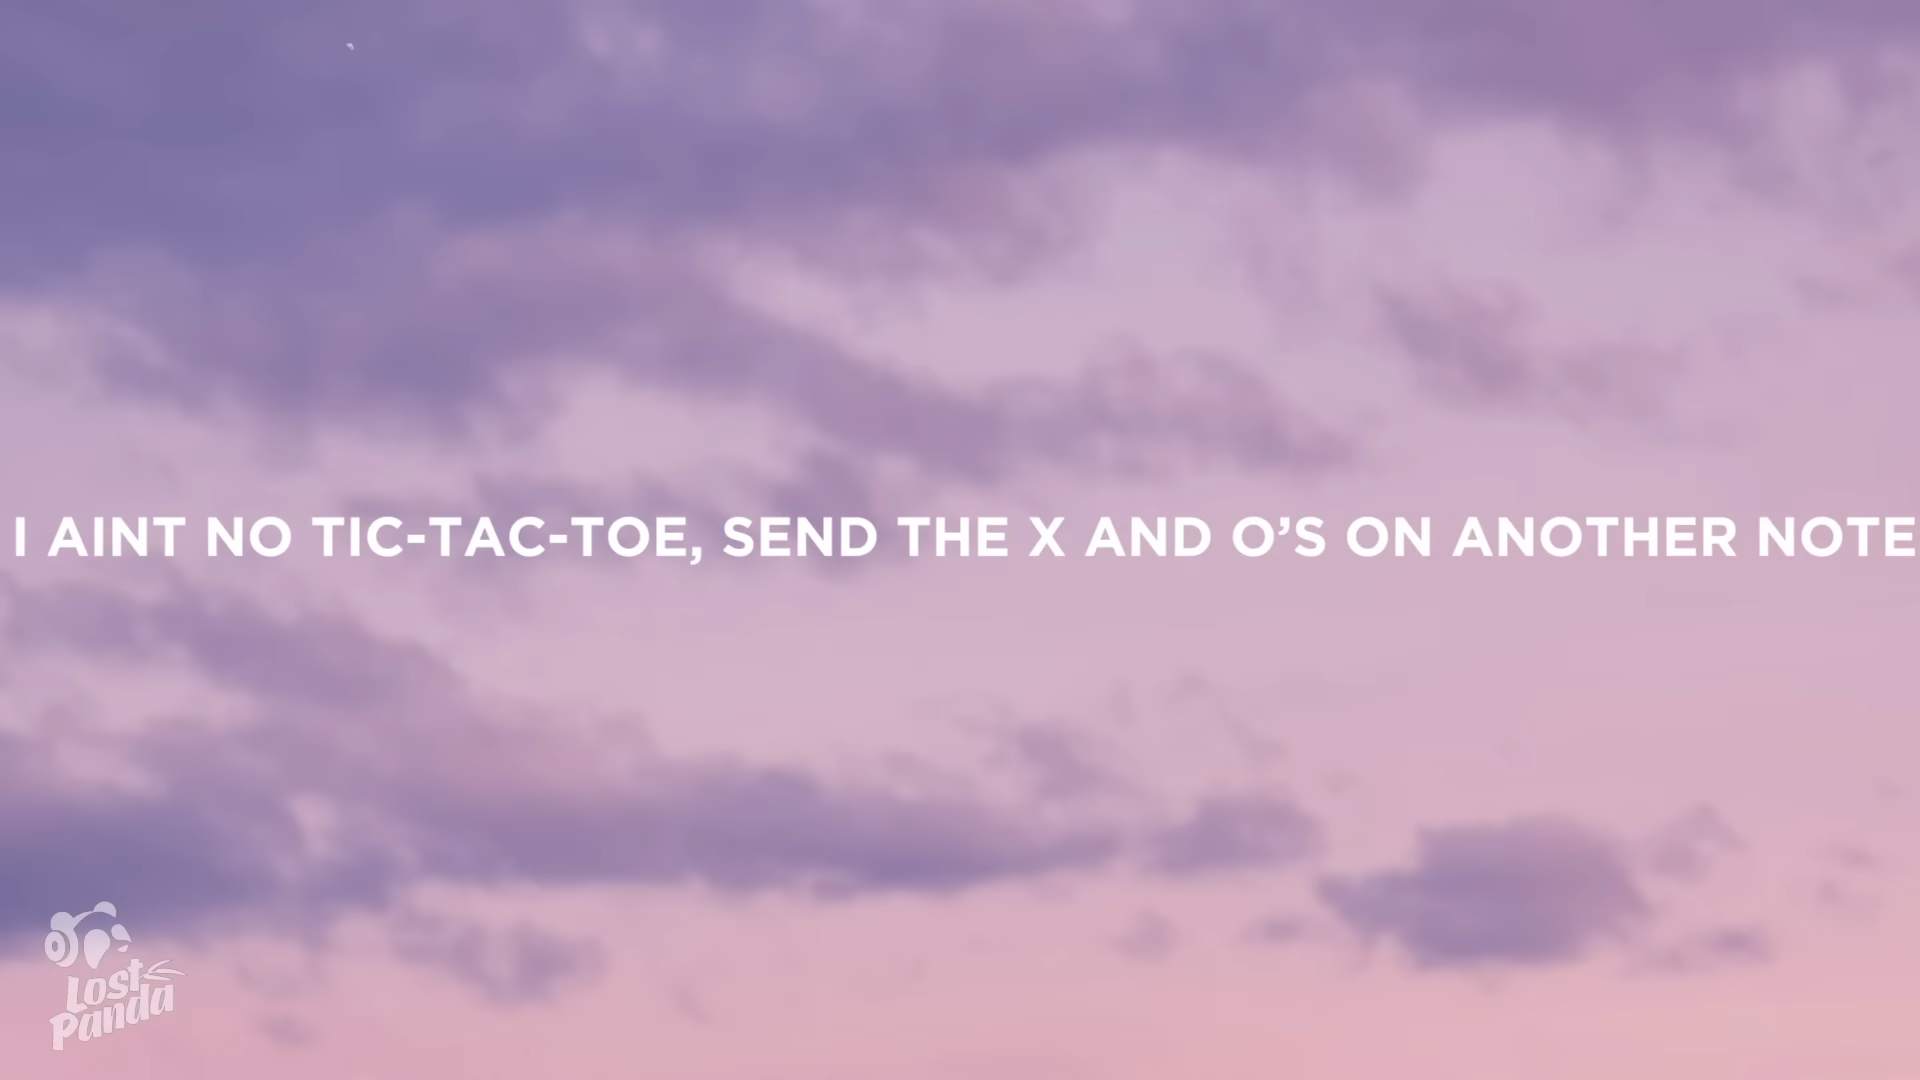 I AINT NO TIC-TAC-TOE, SEND THE X AND O’S ON ANOTHER NOTE
Lost
Panda